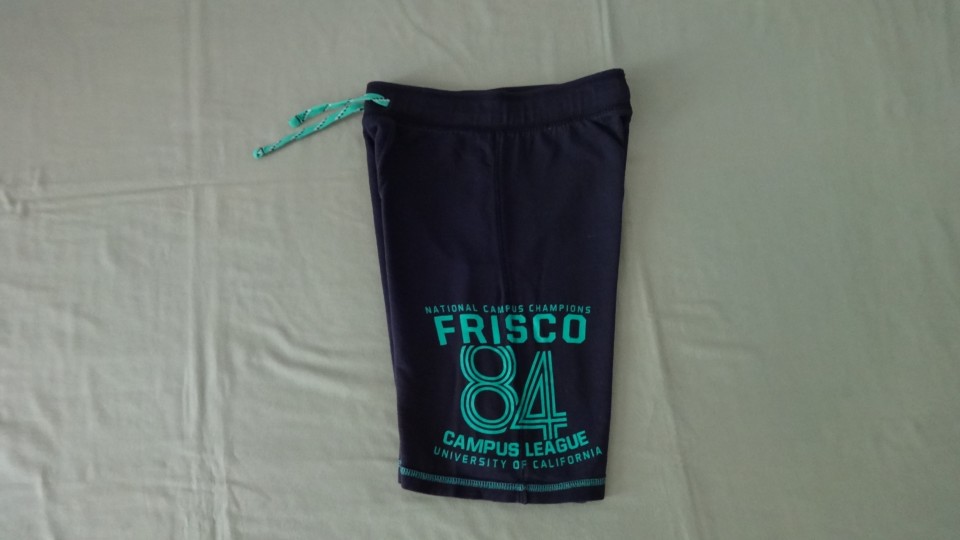 NATIONAL CAMPUS CHAMPIONS
FRISCO
84
CAMPUS LEAGUE
UNIVERSITY OF CALIFORNIA